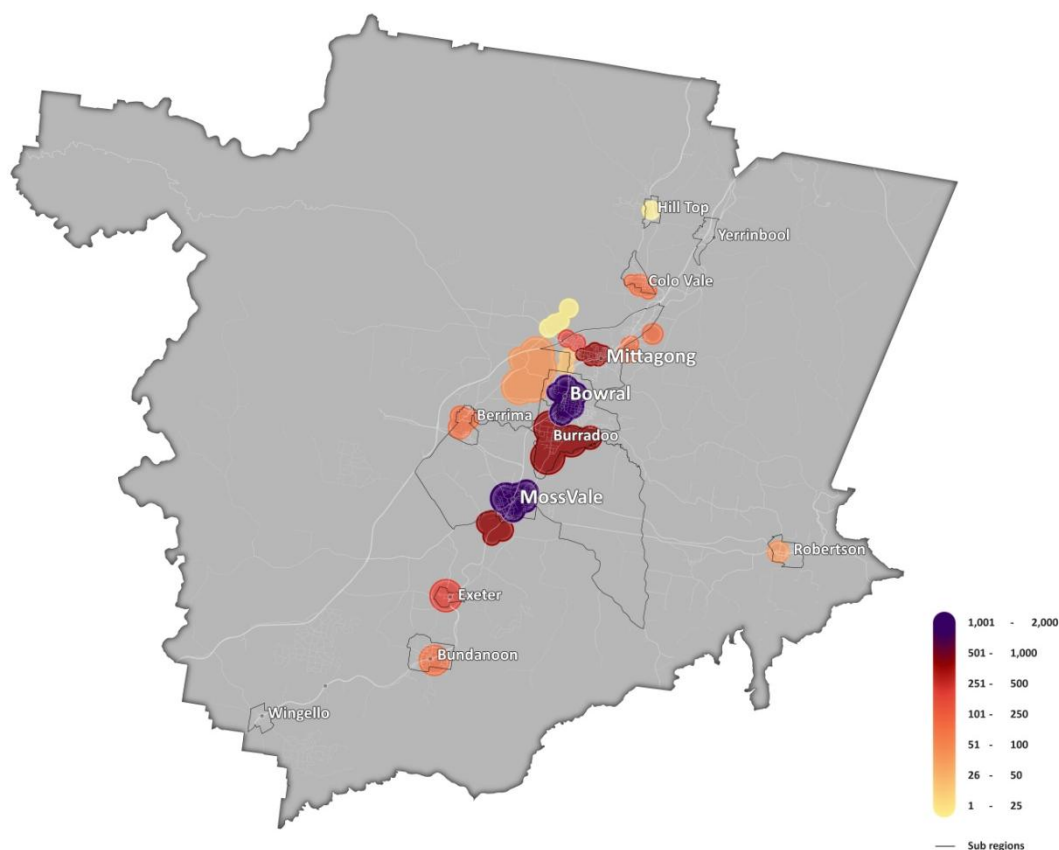 Hill Top
Yerrinbool
Colo Vale
Mittagong
Bowral
Berrima
Burradoo
MossVale
Robertson
Exeter
Bundanoon
Wingello
1,001 - 2,000
501 - 1,000
251 - 500
101 - 250
51 - 100
26 - 50
1 - 25
Sub regions